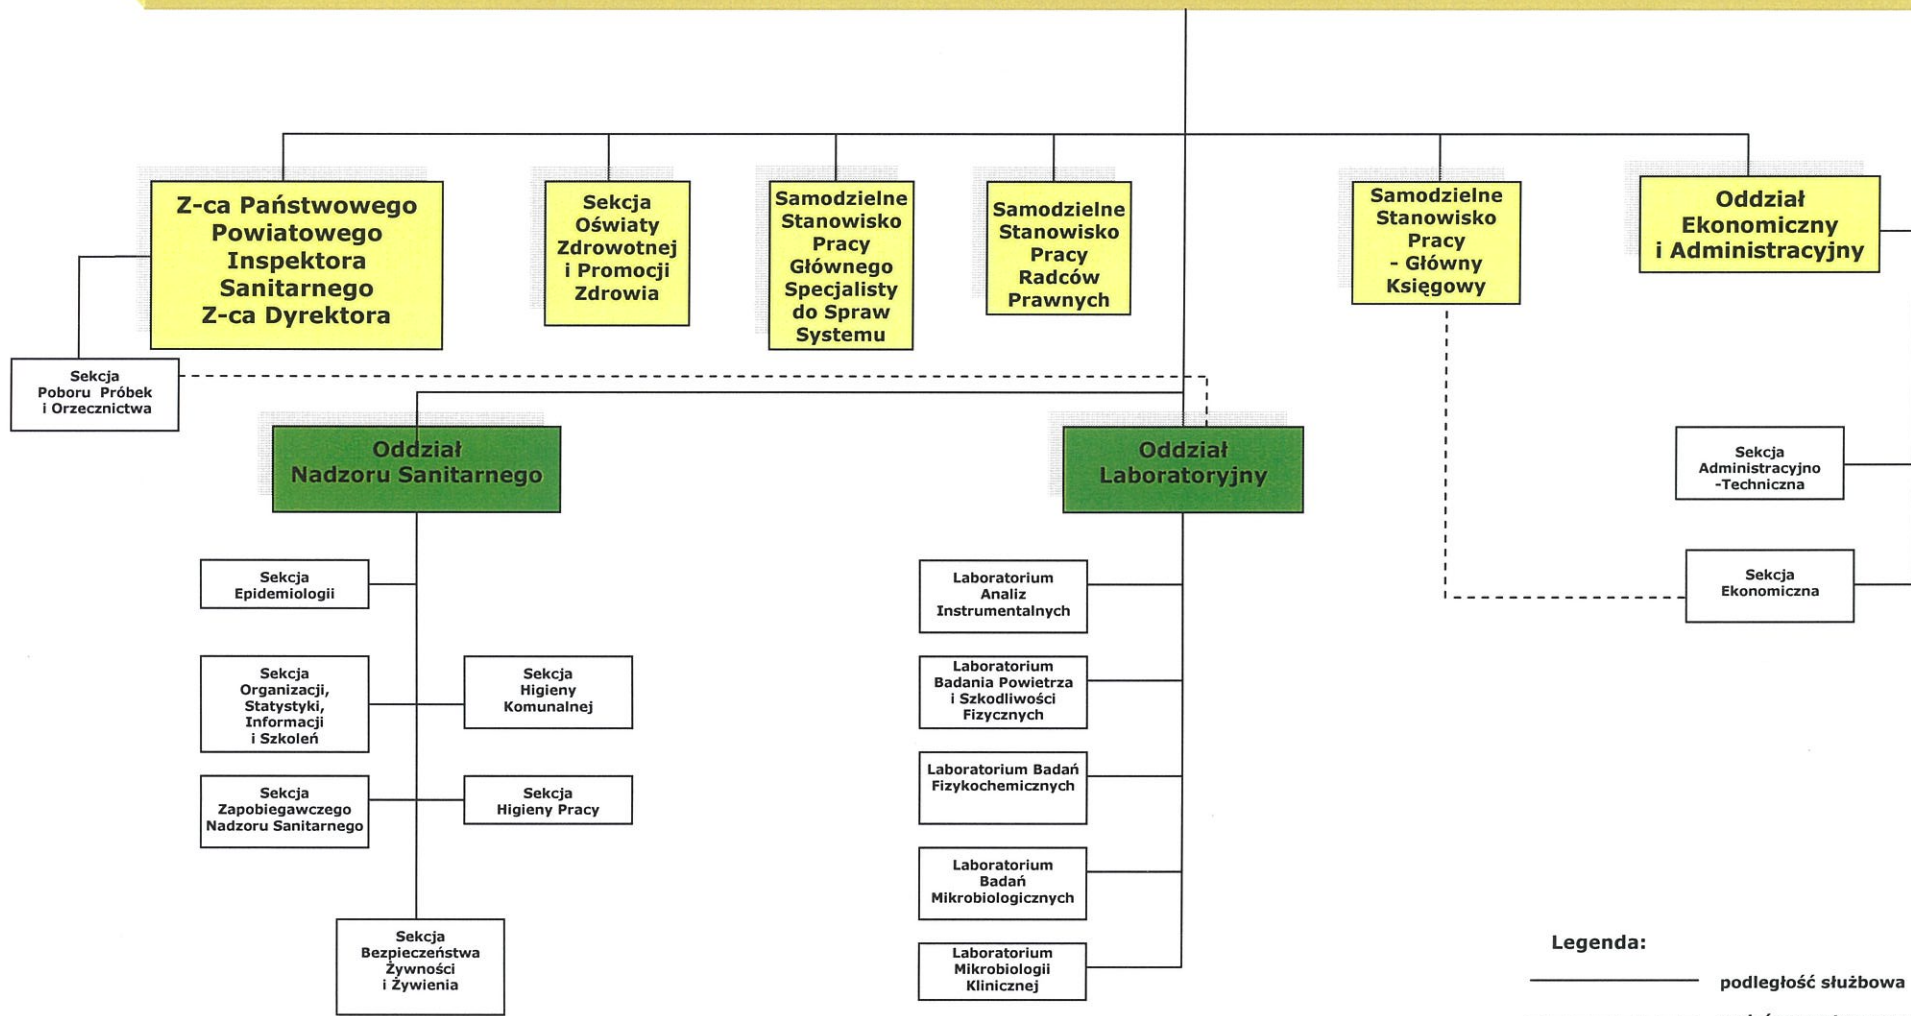 Z-ca Państwowego
Powiatowego
Inspektora
Sanitarnego
Z-ca Dyrektora
Sekcja
Oświaty
Zdrowotnej
i Promocji
Zdrowia
Samodzielne
Stanowisko
Pracy
Głównego
Specjalisty
do Spraw
Systemu
Samodzielne
Stanowisko
Pracy
Radców
Prawnych
Samodzielne
Stanowisko
Pracy
- Główny
Księgowy
Oddział
Ekonomiczny
i Administracyjny
Sekcja
Poboru Próbek
i Orzecznictwa
Oddział
Nadzoru Sanitarnego
Oddział
Laboratoryjny
Sekcja
Administracyjno
-Techniczna
Sekcja
Ekonomiczna
Sekcja
Epidemiologii
Sekcja
Organizacji,
Statystyki,
Informacji
i Szkoleń
Sekcja
Higieny
Komunalnej
Sekcja
Zapobiegawczego
Nadzoru Sanitarnego
Sekcja
Higieny Pracy
Sekcja
Bezpieczeństwa
Żywności
i Żywienia
Laboratorium
Analiz
Instrumentalnych
Laboratorium
Badania Powietrza
i Szkodliwości
Fizycznych
Laboratorium Badań
Fizykochemicznych
Laboratorium
Badań
Mikrobiologicznych
Laboratorium
Mikrobiologii
Klinicznej
Legenda:
podległość służbowa